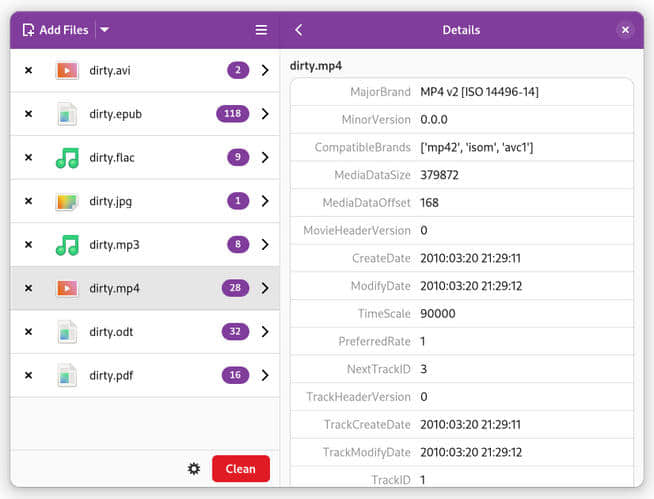 Add Files
Details
dirty.avi 2
dirty.epub 118
dirty.flac 9
dirty.jpg 1
dirty.mp3 8
dirty.mp4 28
dirty.odt 32
dirty.pdf 16
Clean
dirty.mp4
MajorBrand MP4 v2 [ISO 14496-14]
MinorVersion 0.0.0
CompatibleBrands ['mp42', 'isom', 'avc1']
MediaDataSize 379872
MediaDataOffset 168
MovieHeaderVersion 0
CreateDate 2010:03:20 21:29:11
ModifyDate 2010:03:20 21:29:12
TimeScale 90000
PreferredRate 1
NextTrackID 3
TrackHeaderVersion 0
TrackCreateDate 2010:03:20 21:29:11
TrackModifyDate 2010:03:20 21:29:12
TrackID 1